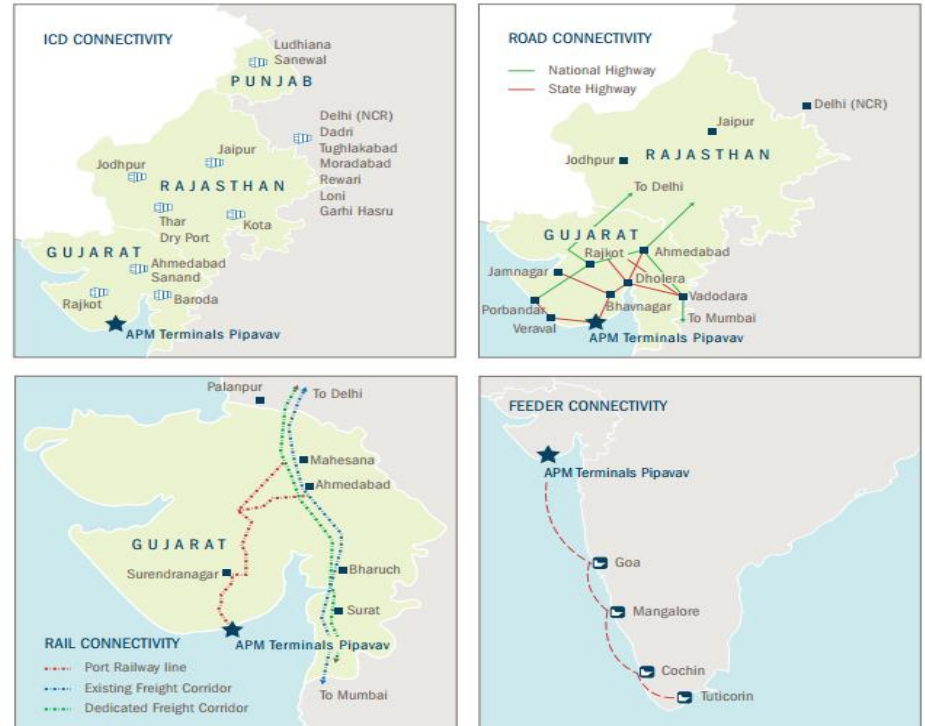 ICD CONNECTIVITY
Ludhiana
Sanewal
PUNJAB
Delhi (NCR)
Dadri
Tughlakabad
Moradabad
Rewari
Loni
Garhi Hasru
Jaipur
Jodhpur
RAJASTHAN
Thar
Dry Port
Kota
GUJARAT
Ahmedabad
Sanand
Rajkot
Baroda
APM Terminals Pipavav
ROAD CONNECTIVITY
National Highway
State Highway
Delhi (NCR)
Jaipur
Jodhpur
RAJASTHAN
To Delhi
GUJARAT
Rajkot
Ahmedabad
Jamnagar
Dholera
Vadodara
Bhavnagar
Porbandar
To Mumbai
Veraval
APM Terminals Pipavav
Palanpur
To Delhi
Mahesana
Ahmedabad
GUJARAT
Surendranagar
Bharuch
Surat
APM Terminals Pipavav
RAIL CONNECTIVITY
Port Railway line
Existing Freight Corridor
Dedicated Freight Corridor
To Mumbai
FEEDER CONNECTIVITY
APM Terminals Pipavav
Goa
Mangalore
Cochin
Tuticorin